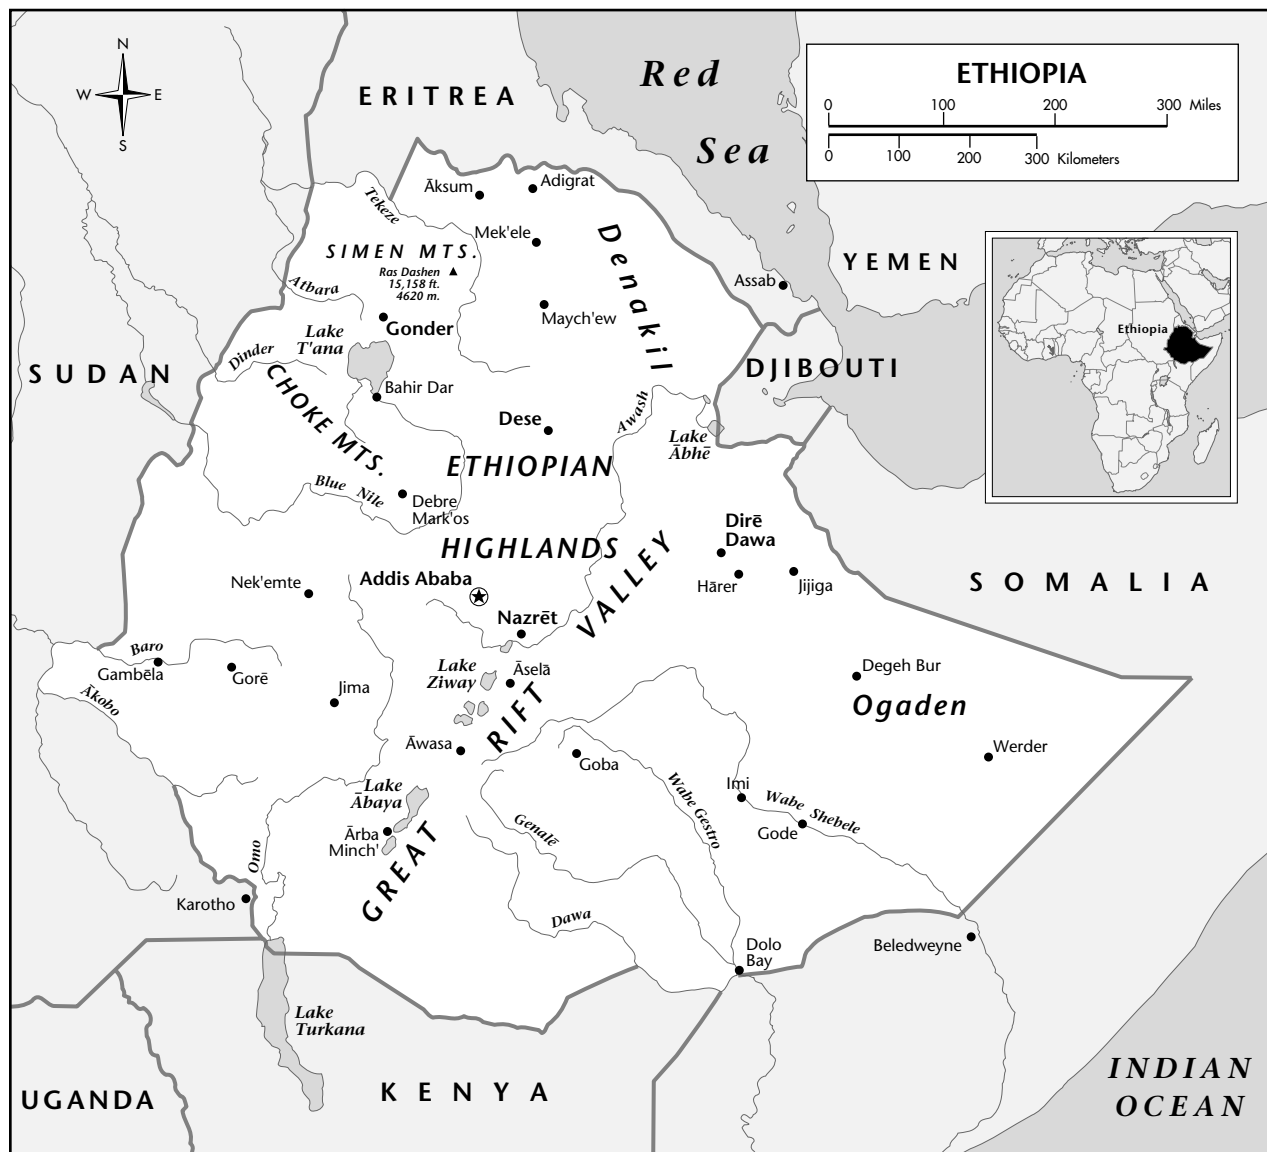 N
W E
S
ERITREA
Red
Sea
ETHIOPIA
0 100 200 300 Miles
0 100 200 300 Kilometers
Āksum
Adigrat
Tekeze
Mek'ele
SIMEN MTS.
Ras Dashen
15,158 ft.
4620 m.
Denakil
YEMEN
Assab
Atbara
Gonder
Maych'ew
Ethiopia
Lake
T'ana
Dinder
SUDAN
DJIBOUTI
CHOKE MTS.
Bahir Dar
Dese
Awash
Lake
Ābhē
ETHIOPIAN
Blue Nile
Debre
Mark'os
HIGHLANDS
Dirē
Dawa
VALLEY
Nek'emte
Addis Ababa
Hārer
Jijiga
SOMALIA
Nazrēt
Baro
Gambēla
Gorē
Lake
Ziway
Āselā
Degeh Bur
Ākobo
Jima
RIFT
Ogaden
Āwasa
Goba
Werder
Lake
Ābaya
Imi
Wabe Gestro
Wabe Shebele
Gode
Ārba
Minch'
Genalē
GREAT
Omo
Karotho
Dawa
Dolo
Bay
Beledweyne
Lake
Turkana
UGANDA
KENYA
INDIAN
OCEAN